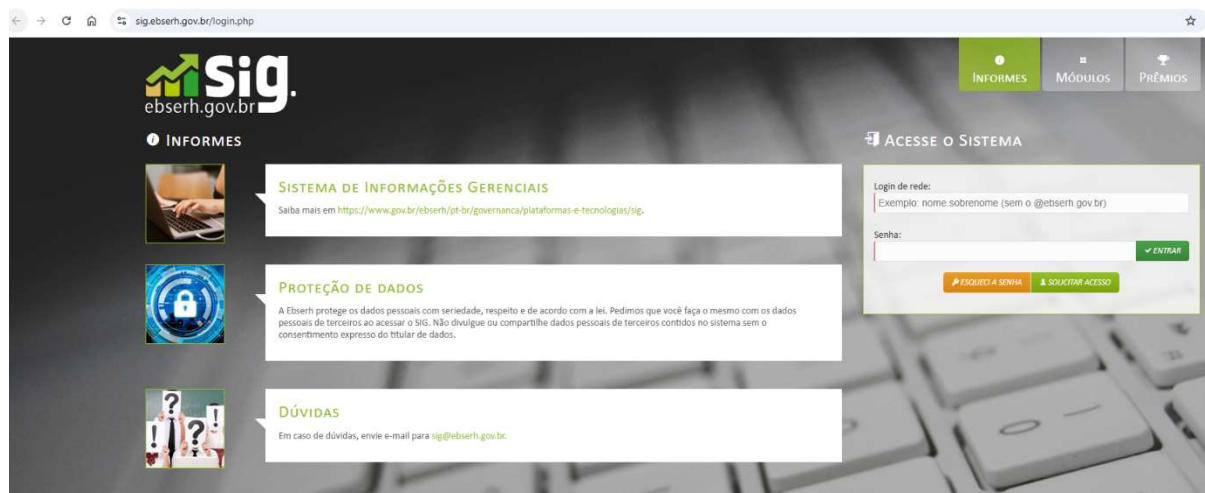 sig.ebserh.gov.br/login.php
Sig.
ebserh.gov.br
Informes
Módulos
Prêmios
Informes
Sistema de Informações Gerenciais
Saiba mais em https://www.gov.br/ebserh/pt-br/governanca/plataformas-e-tecnologias/sig.
Proteção de dados
A Ebserh protege os dados pessoais com seriedade, respeito e de acordo com a lei. Pedimos que você faça o mesmo com os dados
pessoais de terceiros ao acessar o SIG. Não divulgue ou compartilhe dados pessoais de terceiros contidos no sistema sem o
consentimento expresso do titular de dados.
Dúvidas
Em caso de dúvidas, envie e-mail para sig@ebserh.gov.br.
Acesse o Sistema
Login de rede:
Exemplo: nome.sobrenome (sem o @ebserh.gov.br)
Senha:
ENTRAR
ESQUECI A SENHA
SOLICITAR ACESSO